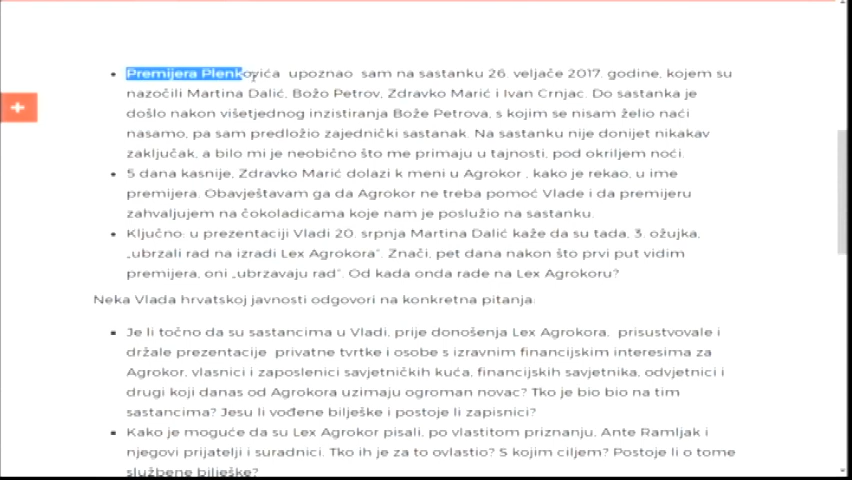 Premijera Plenkovića upoznao sam na sastanku 26. veljače 2017. godine, kojem su
nazočili Martina Dalić, Božo Petrov, Zdravko Marić i Ivan Crnjac. Do sastanka je
došlo nakon višetjednog inzistiranja Bože Petrova, s kojim se nisam želio naći
nasamo, pa sam predložio zajednički sastanak. Na sastanku nije donijet nikakav
zaključak, a bilo mi je neobično što me primaju u tajnosti, pod okriljem noći.
5 dana kasnije, Zdravko Marić dolazi k meni u Agrokor , kako je rekao, u ime
premijera. Obavještavam ga da Agrokor ne treba pomoć Vlade i da premijeru
zahvaljujem na čokoladicama koje nam je poslužio na sastanku.
Ključno: u prezentaciji Vladi 20. srpnja Martina Dalić kaže da su tada, 3. ožujka,
„ubrzali rad na izradi Lex Agrokora“. Znači, pet dana nakon što prvi put vidim
premijera, oni „ubrzavaju rad“. Od kada onda rade na Lex Agrokoru?
Neka Vlada hrvatskoj javnosti odgovori na konkretna pitanja:
Je li točno da su sastancima u Vladi, prije donošenja Lex Agrokora, prisustvovale i
držale prezentacije privatne tvrtke i osobe s izravnim financijskim interesima za
Agrokor, vlasnici i zaposlenici savjetničkih kuća, financijskih savjetnika, odvjetnici i
drugi koji danas od Agrokora uzimaju ogroman novac? Tko je bio bio na tim
sastancima? Jesu li vođene bilješke i postoje li zapisnici?
Kako je moguće da su Lex Agrokor pisali, po vlastitom priznanju, Ante Ramljak i
njegovi prijatelji i suradnici. Tko ih je za to ovlastio? S kojim ciljem? Postoje li o tome
službene bilješke?